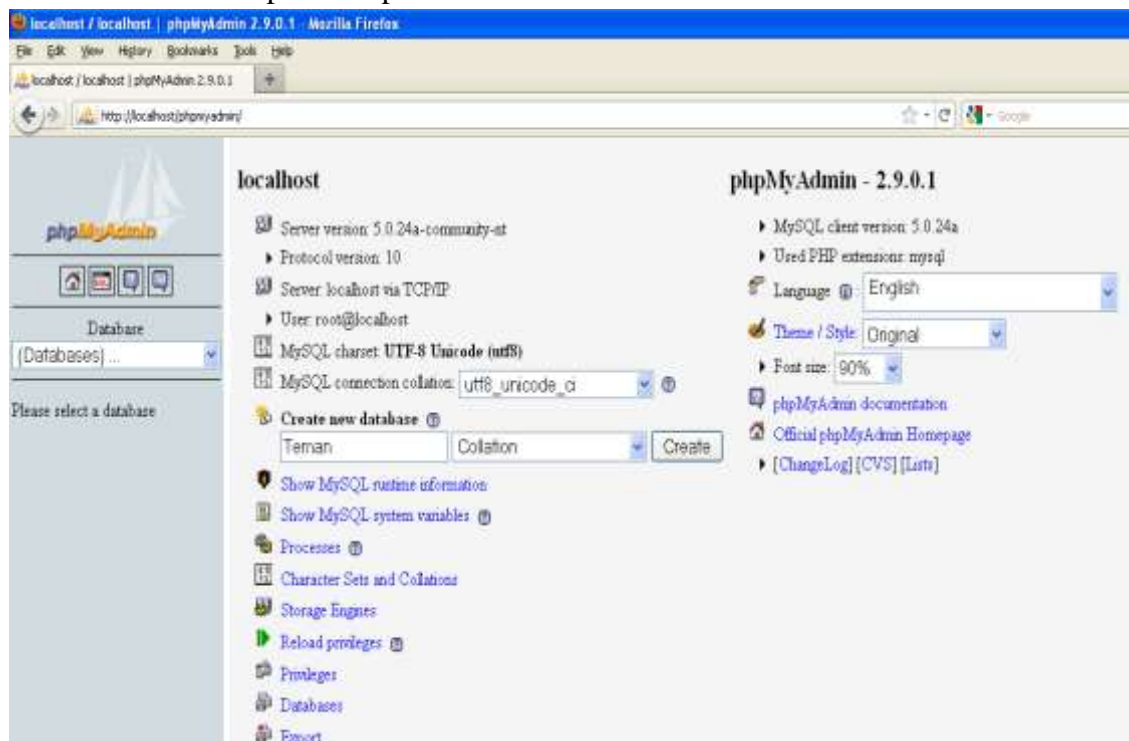 localhost / localhost | phpMyAdmin 2.9.0.1 - Mozilla Firefox
File Edit View History Bookmarks Tools Help
localhost / localhost | phpMyAdmin 2.9.0.1
http://localhost/phpmyadmin/
Google
phpMyAdmin
Database
(Databases) ...
Please select a database
localhost
Server version: 5.0.24a-community-nt
Protocol version: 10
Server: localhost via TCP/IP
User: root@localhost
MySQL charset: UTF-8 Unicode (utf8)
MySQL connection collation: utf8_unicode_ci
Create new database
Teman Collation Create
Show MySQL runtime information
Show MySQL system variables
Processes
Character Sets and Collations
Storage Engines
Reload privileges
Privileges
Databases
Export
phpMyAdmin - 2.9.0.1
MySQL client version: 5.0.24a
Used PHP extensions: mysql
Language : English
Theme / Style: Original
Font size: 90%
phpMyAdmin documentation
Official phpMyAdmin Homepage
[ChangeLog] [CVS] [Lists]